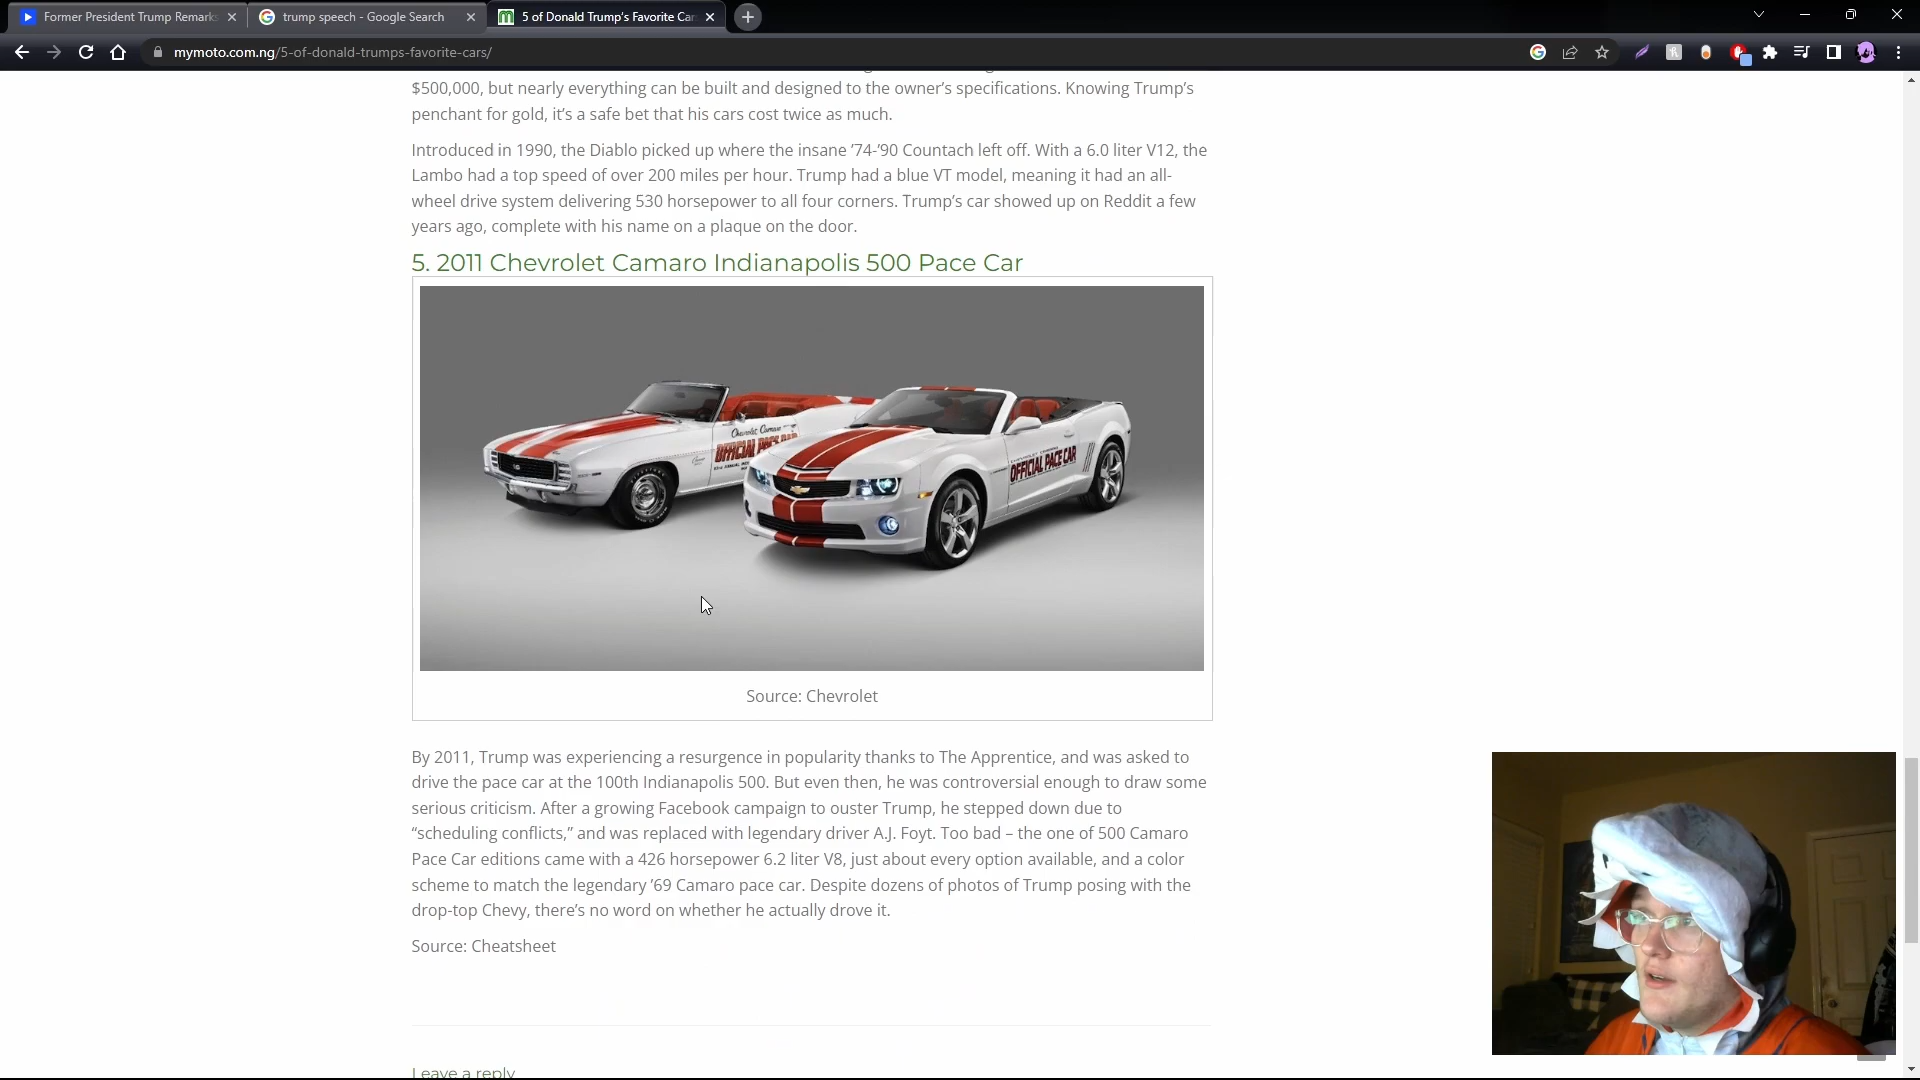 Former President Trump Remarks
trump speech - Google Search
5 of Donald Trump's Favorite Car
mymoto.com.ng/5-of-donald-trumps-favorite-cars/
$500,000, but nearly everything can be built and designed to the owner's specifications. Knowing Trump's
penchant for gold, it's a safe bet that his cars cost twice as much.
Introduced in 1990, the Diablo picked up where the insane '74-'90 Countach left off. With a 6.0 liter V12, the
Lambo had a top speed of over 200 miles per hour. Trump had a blue VT model, meaning it had an all-
wheel drive system delivering 530 horsepower to all four corners. Trump's car showed up on Reddit a few
years ago, complete with his name on a plaque on the door.
5. 2011 Chevrolet Camaro Indianapolis 500 Pace Car
Chevrolet Camaro
OFFICIAL PACE CAR
CHEVROLET CAMARO
OFFICIAL PACE CAR
Source: Chevrolet
By 2011, Trump was experiencing a resurgence in popularity thanks to The Apprentice, and was asked to
drive the pace car at the 100th Indianapolis 500. But even then, he was controversial enough to draw some
serious criticism. After a growing Facebook campaign to ouster Trump, he stepped down due to
“scheduling conflicts,” and was replaced with legendary driver A.J. Foyt. Too bad – the one of 500 Camaro
Pace Car editions came with a 426 horsepower 6.2 liter V8, just about every option available, and a color
scheme to match the legendary '69 Camaro pace car. Despite dozens of photos of Trump posing with the
drop-top Chevy, there's no word on whether he actually drove it.
Source: Cheatsheet
Leave a reply